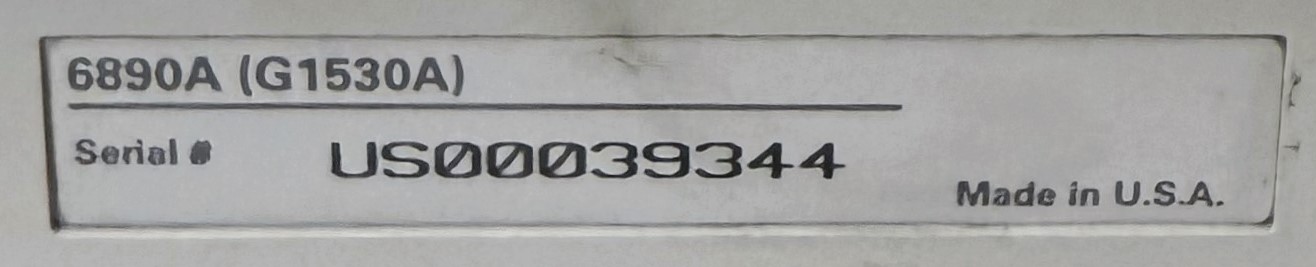 6890A (G1530A)
Serial # US00039344
Made in U.S.A.